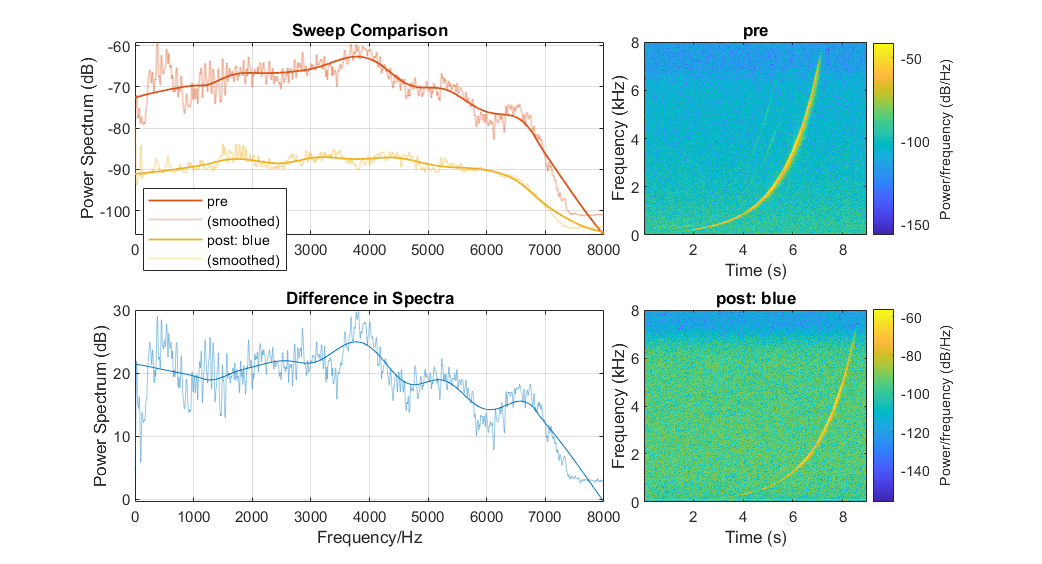 Sweep Comparison
-60
-70
-80
-90
-100
Power Spectrum (dB)
pre
(smoothed)
post: blue
(smoothed)
0 3000 4000 5000 6000 7000 8000
pre
8
6
4
2
0
Frequency (kHz)
2 4 6 8
Time (s)
-50
-100
-150
Power/frequency (dB/Hz)
Difference in Spectra
30
20
10
0
Power Spectrum (dB)
0 1000 2000 3000 4000 5000 6000 7000 8000
Frequency/Hz
post: blue
8
6
4
2
0
Frequency (kHz)
2 4 6 8
Time (s)
-60
-80
-100
-120
-140
Power/frequency (dB/Hz)